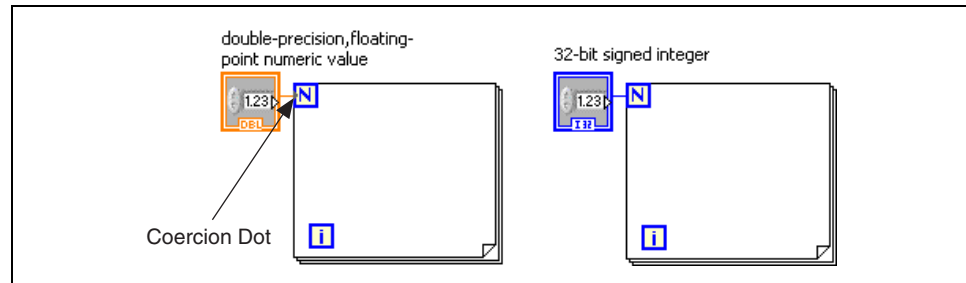 double-precision,floating-
point numeric value
1.23
DBL
N
i
Coercion Dot
32-bit signed integer
1.23
I32
N
i